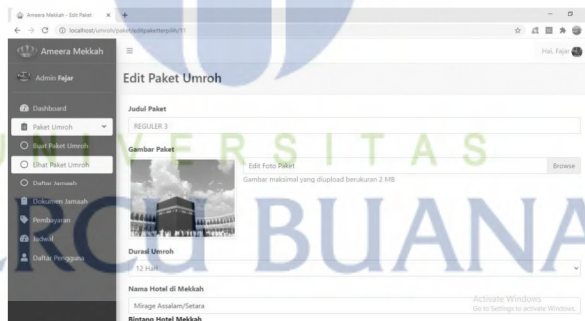 Ameera Mekkah - Edit Paket
localhost/umroh/paket/editpaketterpilih/11
Ameera Mekkah
Hai, Fajar
Admin Fajar
Edit Paket Umroh
Dashboard
Paket Umroh
Buat Paket Umroh
Lihat Paket Umroh
Daftar Jamaah
Dokumen Jamaah
Pembayaran
Jadwal
Daftar Pengguna
Judul Paket
REGULER 3
Gambar Paket
Edit Foto Paket
Browse
Gambar maksimal yang diupload berukuran 2 MB
Durasi Umroh
12 Hari
Nama Hotel di Mekkah
Mirage Assalam/Setara
Bintang Hotel Mekkah
Activate Windows
Go to Settings to activate Windows.
UNIVERSITAS
ERCU BUANA